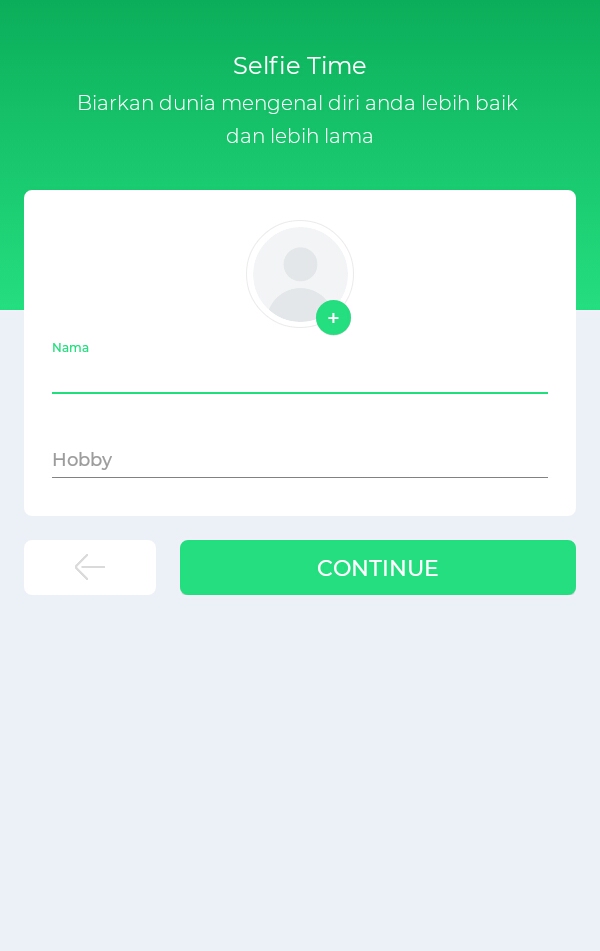 Selfie Time
Biarkan dunia mengenal diri anda lebih baik
dan lebih lama
+
Nama
Hobby
CONTINUE